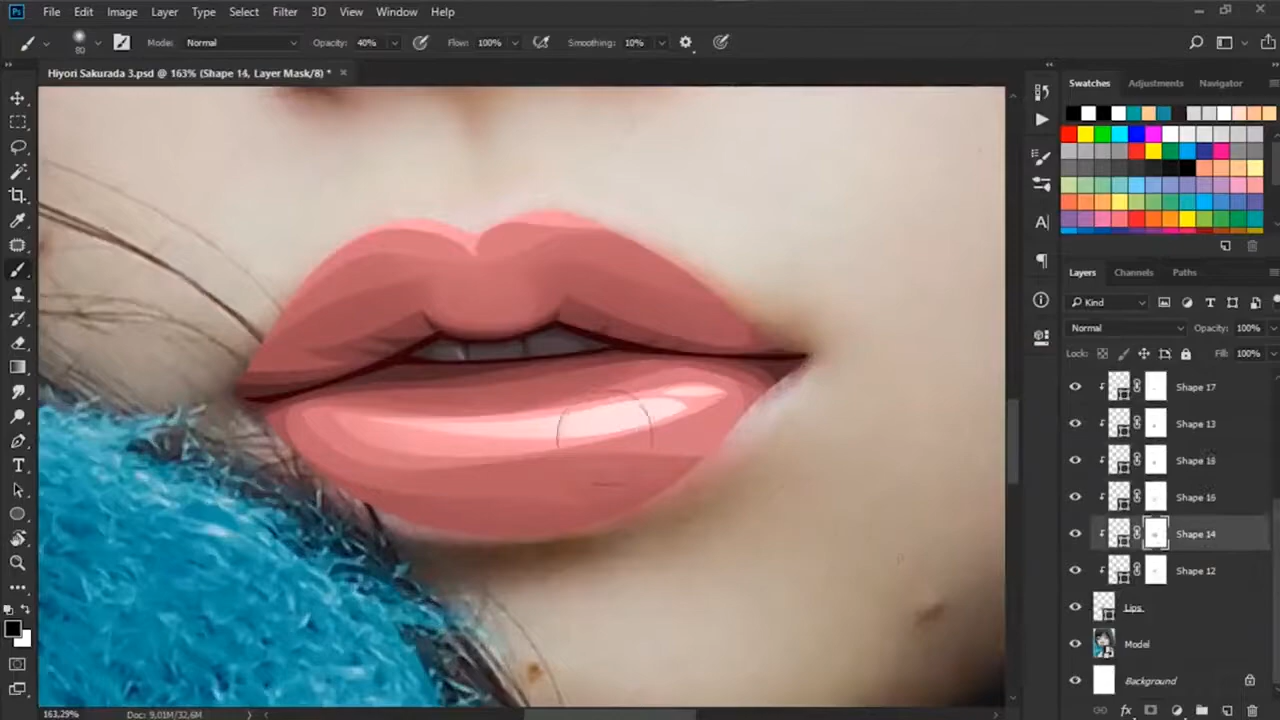 Ps File Edit Image Layer Type Select Filter 3D View Window Help
80 Mode: Normal Opacity: 40% Flow: 100% Smoothing: 10%
Hiyori Sakurada 3.psd @ 163% (Shape 14, Layer Mask/8) *
Swatches Adjustments Navigator
Layers Channels Paths
Kind
Normal Opacity: 100%
Lock: Fill: 100%
Shape 17
Shape 13
Shape 18
Shape 16
Shape 14
Shape 12
Lips
Model
Background
163,29% Doc: 9,01M/32,6M